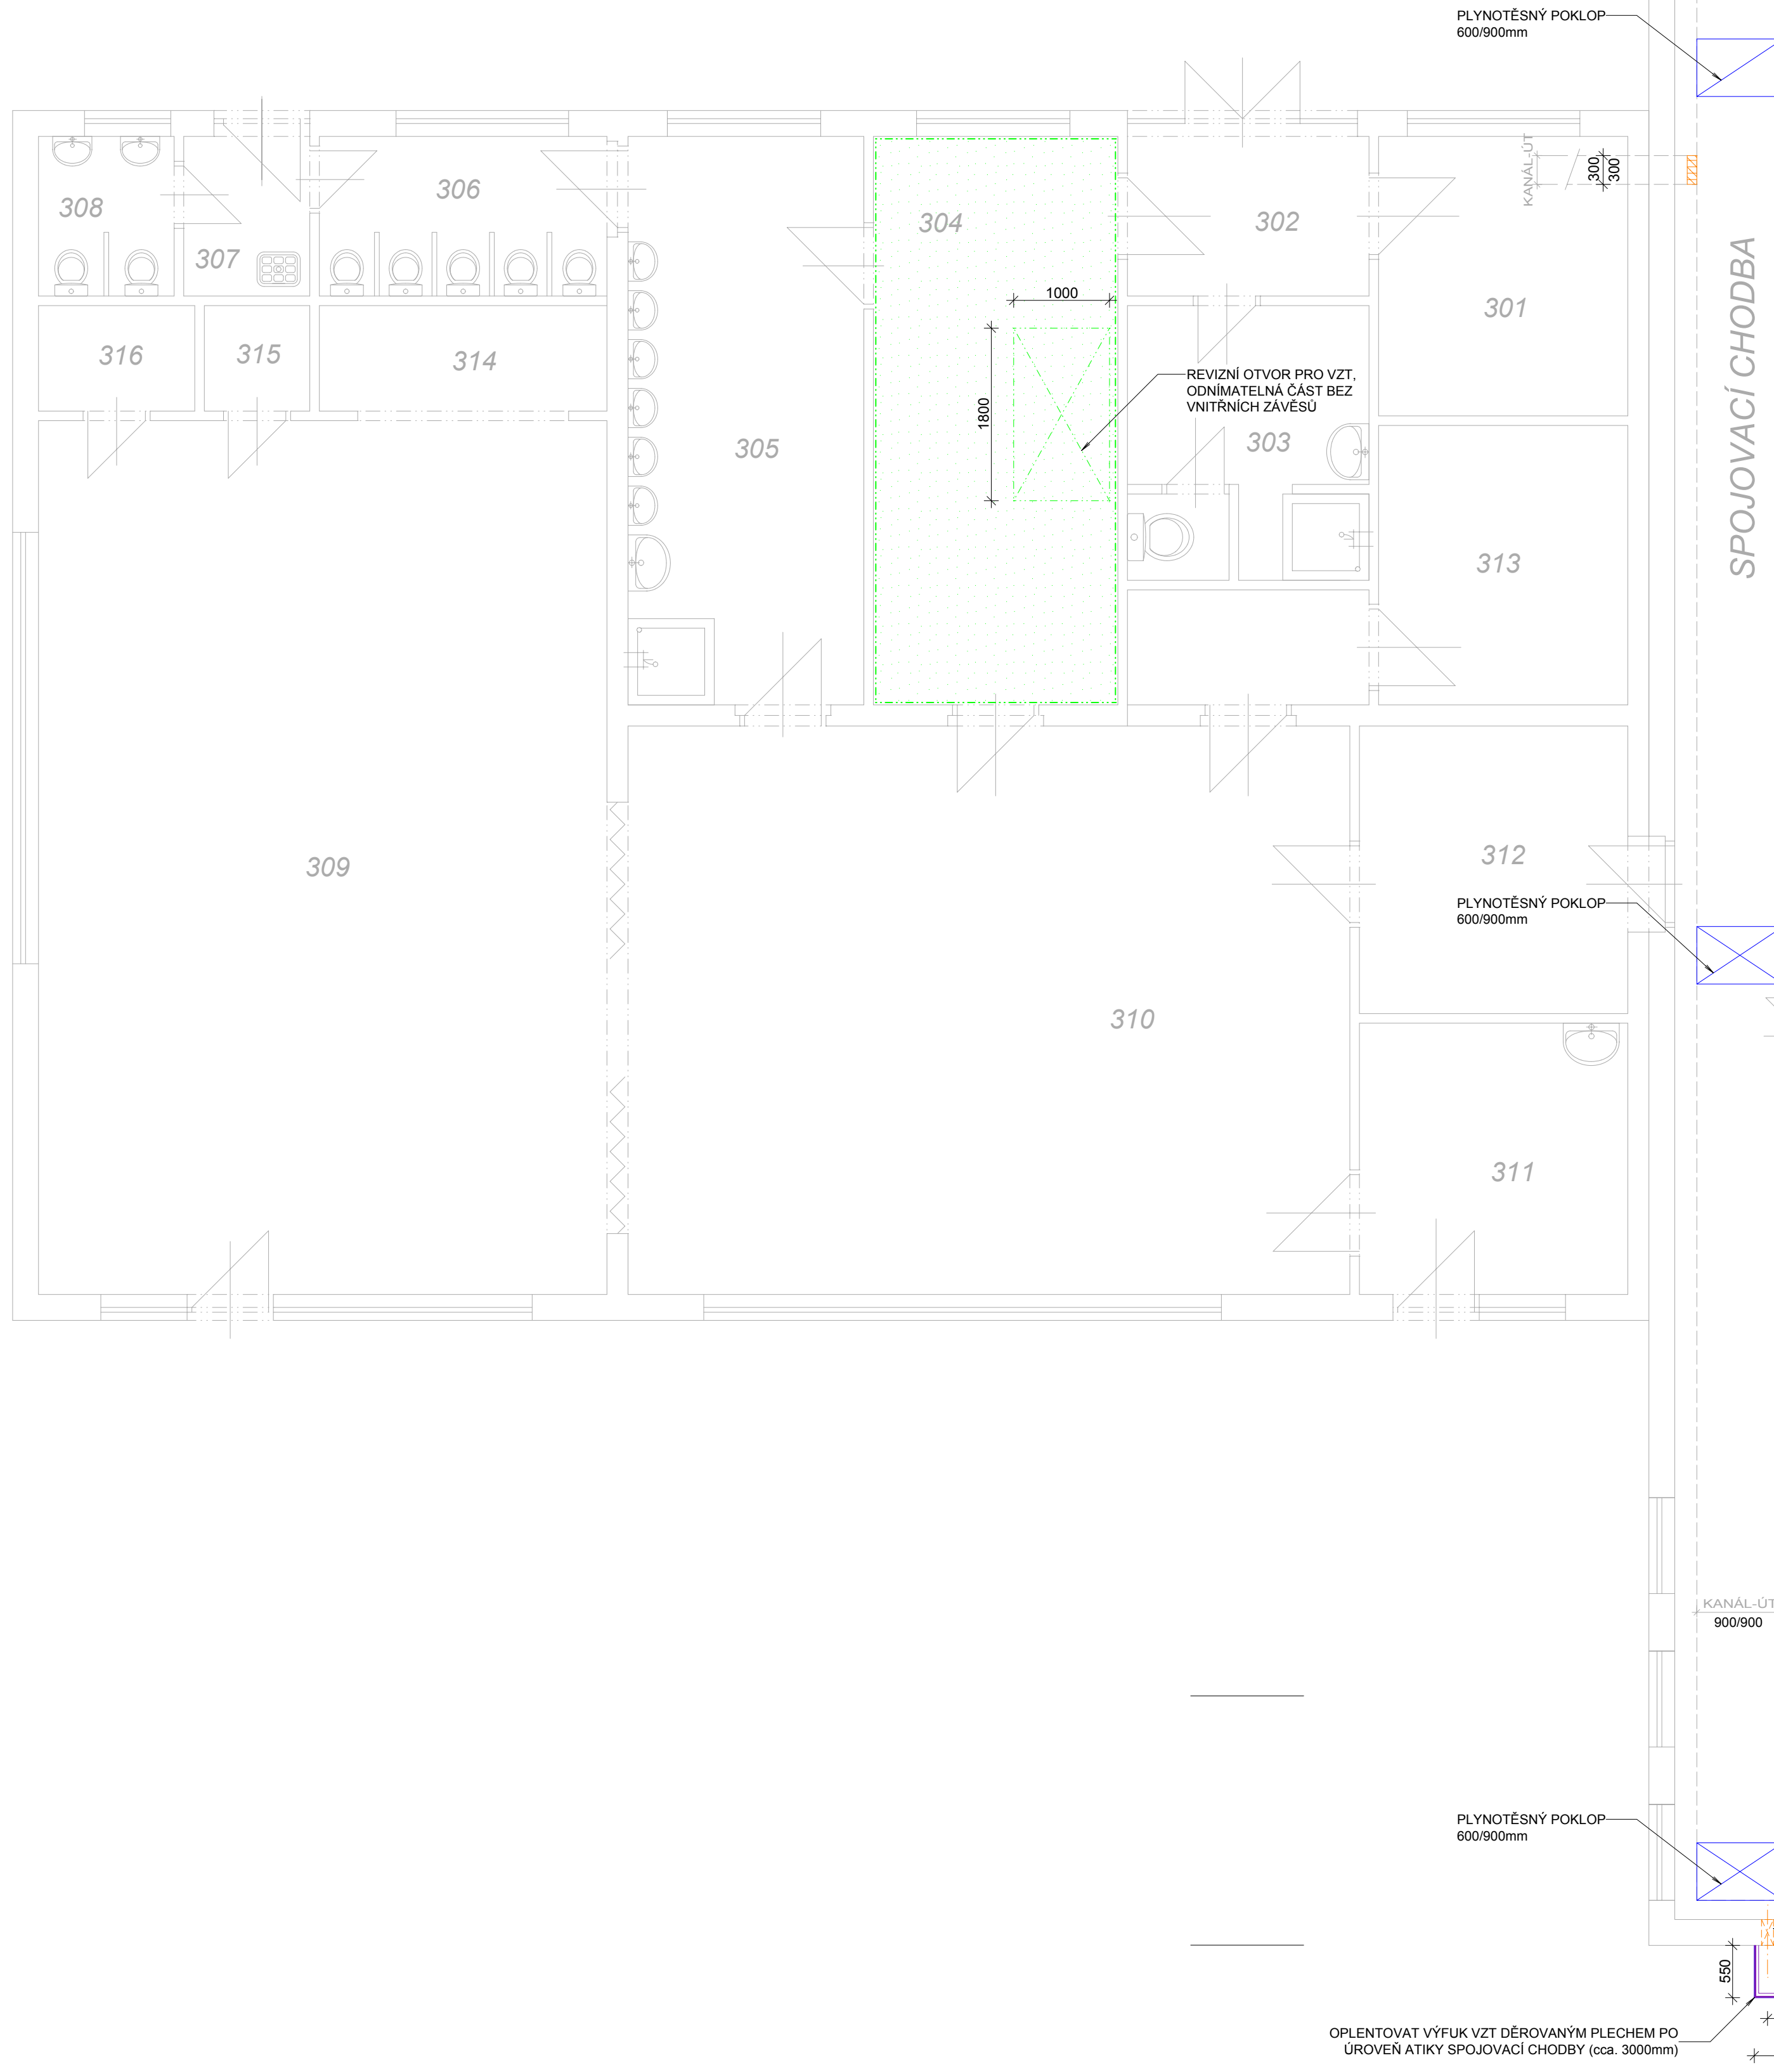 PLYNOTĚSNÝ POKLOP
600/900mm
KANÁL-ÚT
300
300
308
306
304
302
307
301
SPOJOVACÍ CHODBA
1000
316
315
314
REVIZNÍ OTVOR PRO VZT,
ODNÍMATELNÁ ČÁST BEZ
VNITŘNÍCH ZÁVĚSŮ
1800
305
303
313
309
312
PLYNOTĚSNÝ POKLOP
600/900mm
310
311
KANÁL-ÚT
900/900
PLYNOTĚSNÝ POKLOP
600/900mm
550
OPLENTOVAT VÝFUK VZT DĚROVANÝM PLECHEM PO
ÚROVEŇ ATIKY SPOJOVACÍ CHODBY (cca. 3000mm)